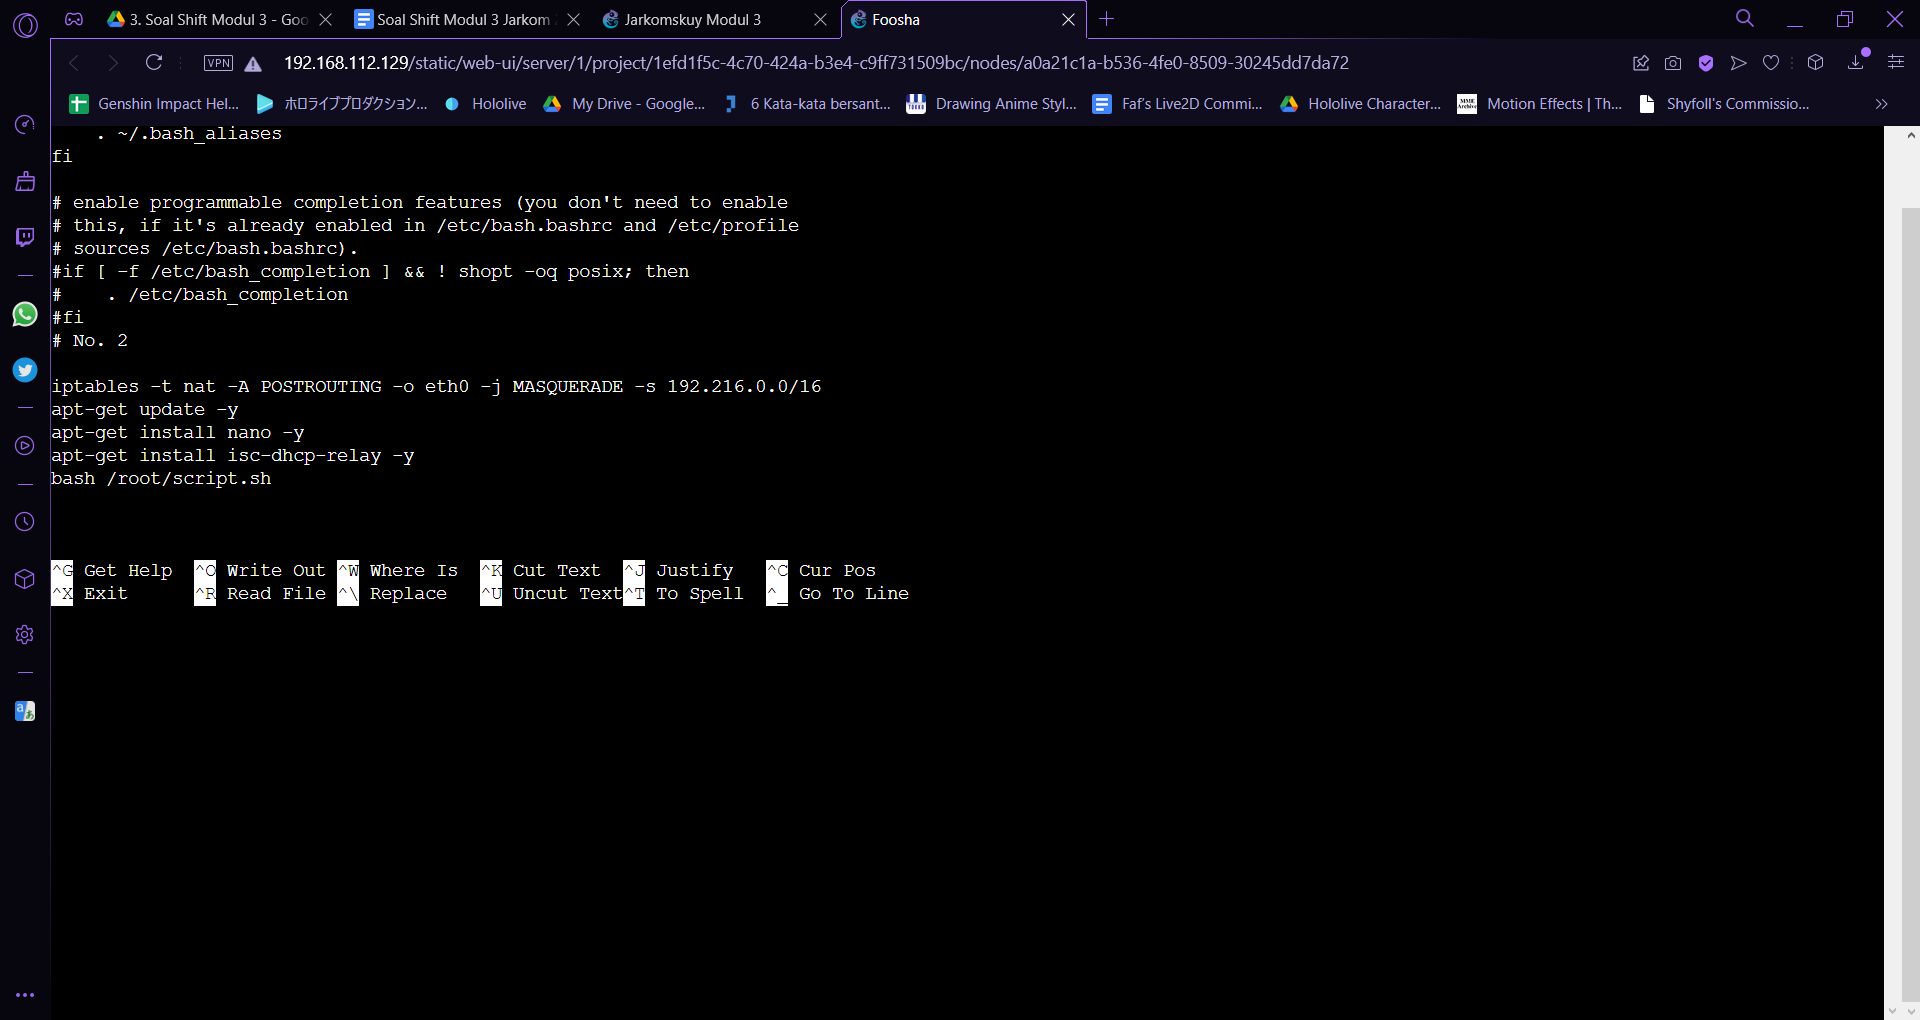 3. Soal Shift Modul 3 - Goo
Soal Shift Modul 3 Jarkom
Jarkomskuy Modul 3
Foosha
VPN
192.168.112.129/static/web-ui/server/1/project/1efd1f5c-4c70-424a-b3e4-c9ff731509bc/nodes/a0a21c1a-b536-4fe0-8509-30245dd7da72
Genshin Impact Hel...
ホロライブプロダクション...
Hololive
My Drive - Google...
6 Kata-kata bersant...
Drawing Anime Styl...
Faf's Live2D Commi...
Hololive Character...
Motion Effects | Th...
Shyfoll's Commissio...
    . ~/.bash_aliases
fi
# enable programmable completion features (you don't need to enable
# this, if it's already enabled in /etc/bash.bashrc and /etc/profile
# sources /etc/bash.bashrc).
#if [ -f /etc/bash_completion ] && ! shopt -oq posix; then
#    . /etc/bash_completion
#fi
# No. 2
iptables -t nat -A POSTROUTING -o eth0 -j MASQUERADE -s 192.216.0.0/16
apt-get update -y
apt-get install nano -y
apt-get install isc-dhcp-relay -y
bash /root/script.sh
^G Get Help  ^O Write Out ^W Where Is  ^K Cut Text  ^J Justify   ^C Cur Pos
^X Exit      ^R Read File ^\ Replace   ^U Uncut Text^T To Spell  ^_ Go To Line